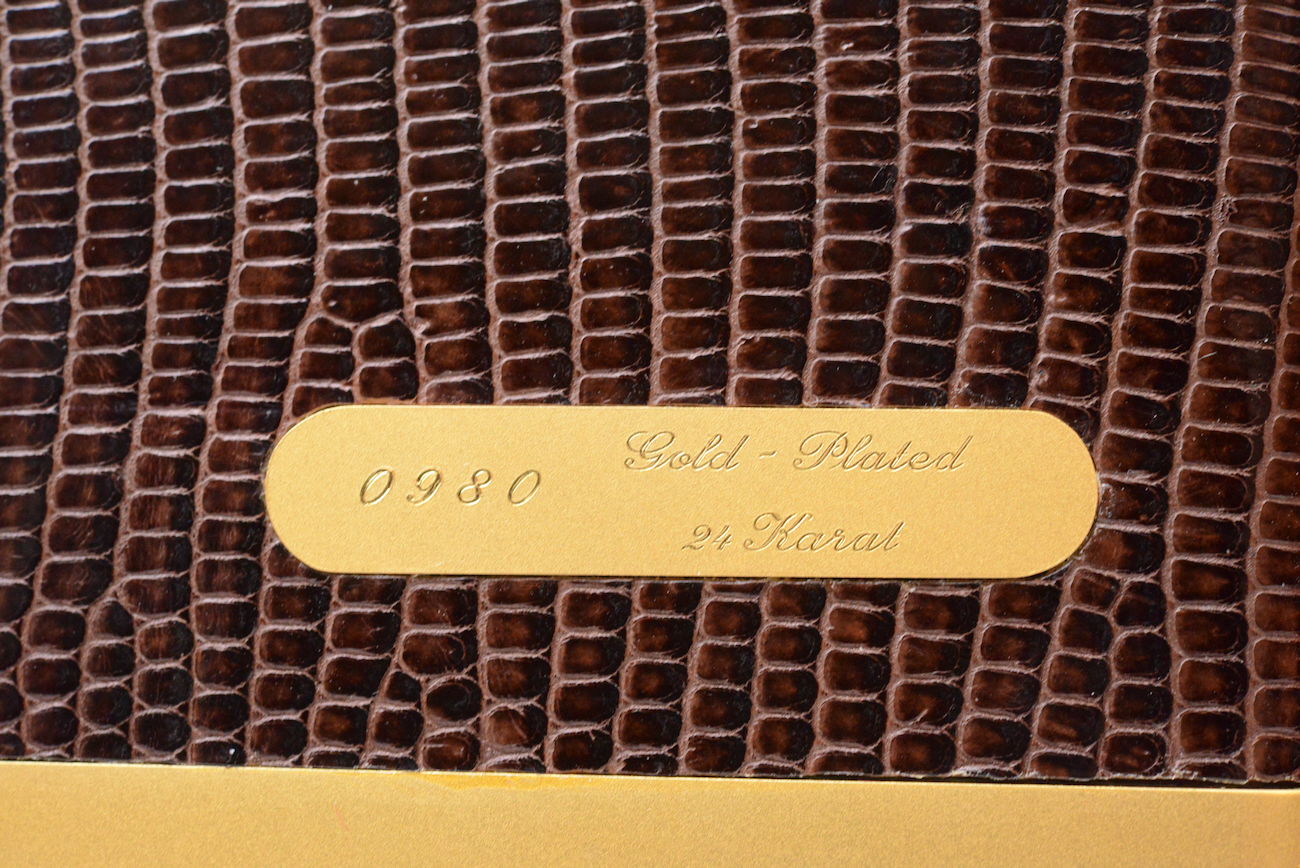 0980
Gold - Plated
24 Karat